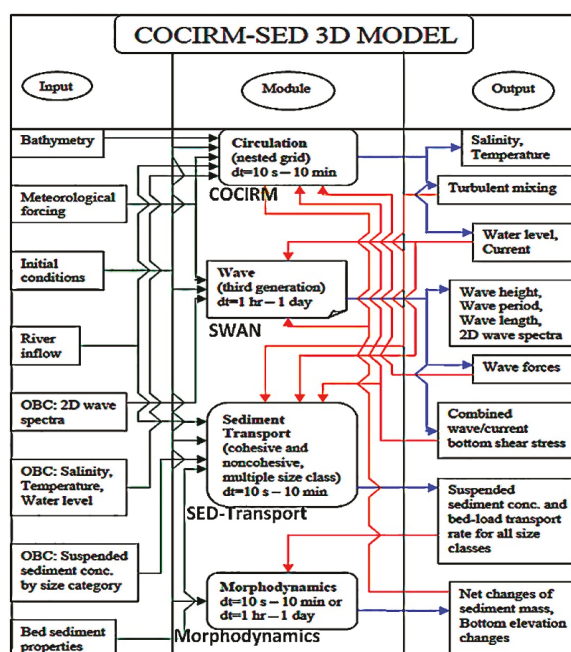 COCIRM-SED 3D MODEL
Input
Module
Output
Bathymetry
Meteorological
forcing
Initial
conditions
River
inflow
OBC: 2D wave
spectra
OBC: Salinity,
Temperature,
Water level
OBC: Suspended
sediment conc.
by size category
Bed sediment
properties
Circulation
(nested grid)
dt=10 s – 10 min
COCIRM
Wave
(third generation)
dt=1 hr – 1 day
SWAN
Sediment
Transport
(cohesive and
noncohesive,
multiple size class)
dt=10 s – 10 min
SED-Transport
Morphodynamics
dt=10 s – 10 min or
dt=1 hr – 1 day
Morphodynamics
Salinity,
Temperature
Turbulent mixing
Water level,
Current
Wave height,
Wave period,
Wave length,
2D wave spectra
Wave forces
Combined
wave/current
bottom shear stress
Suspended
sediment conc. and
bed-load transport
rate for all size
classes
Net changes of
sediment mass,
Bottom elevation
changes